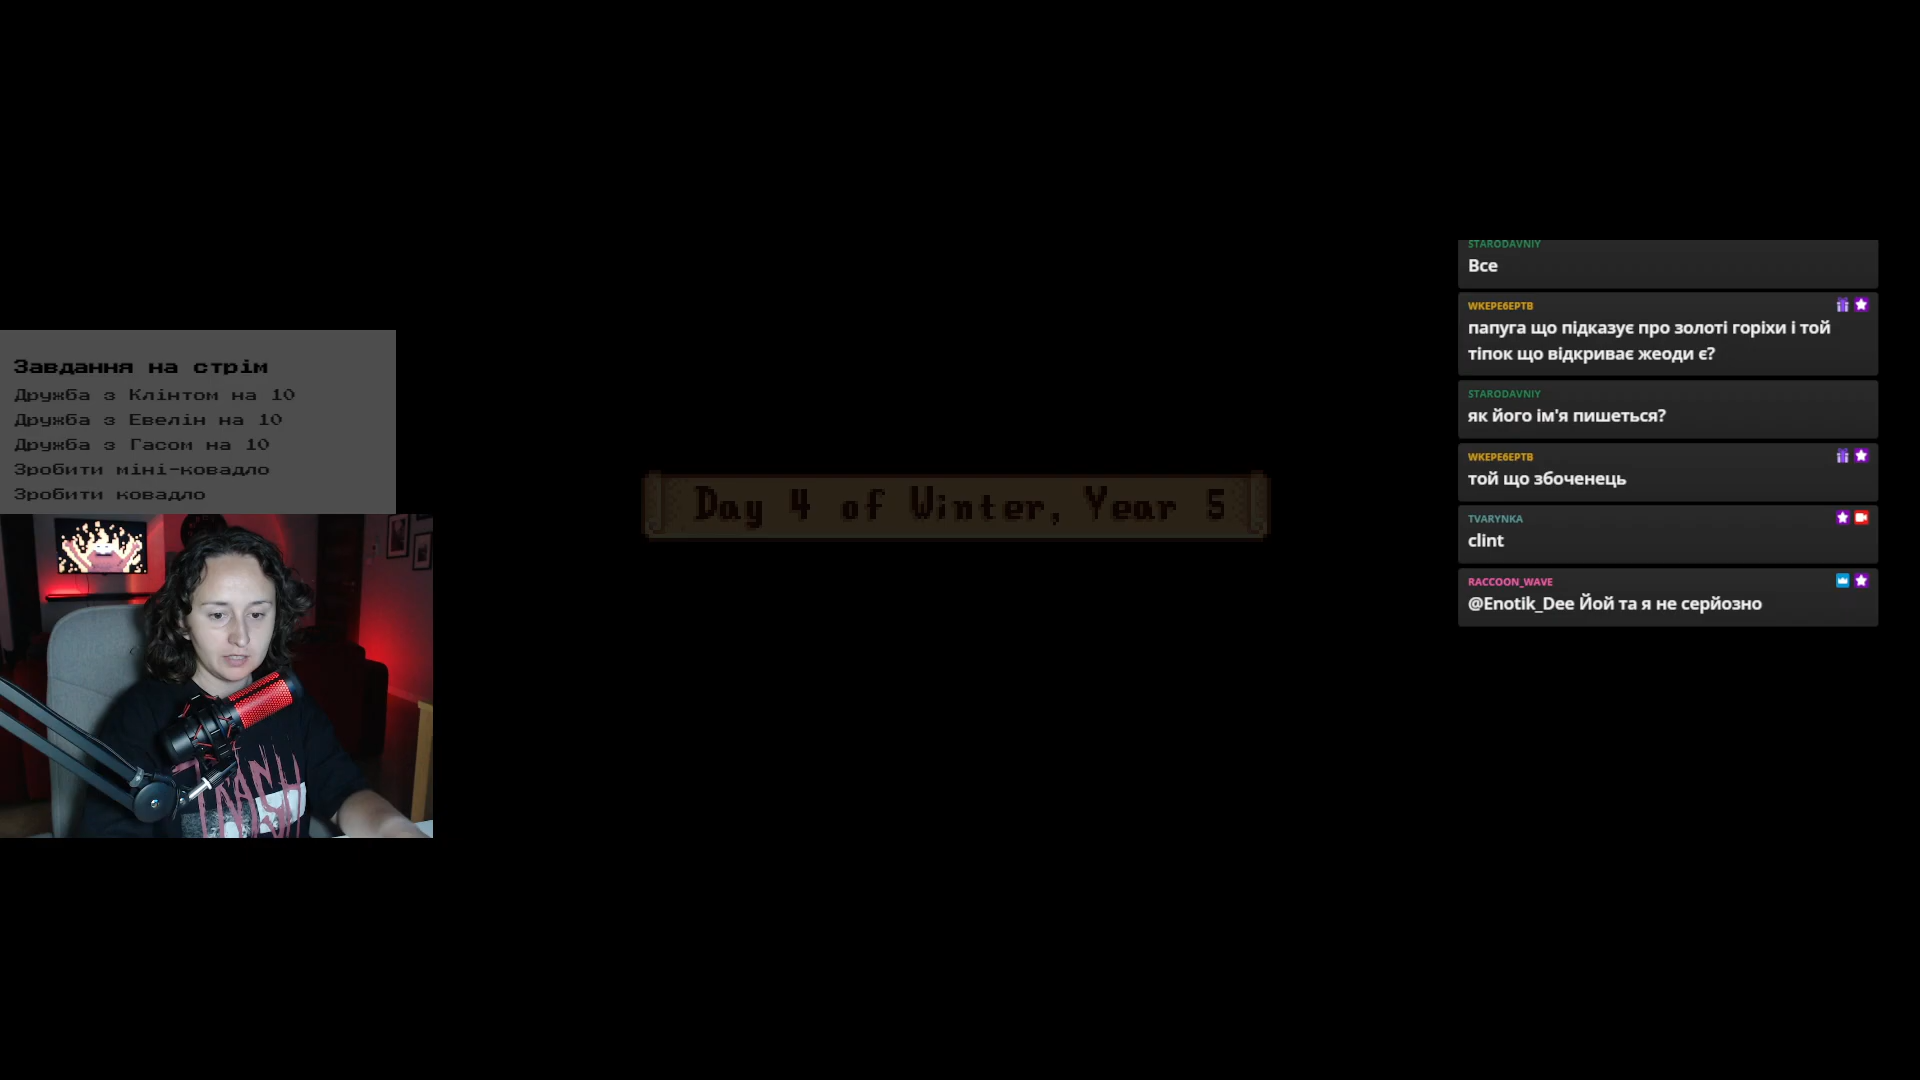 Завдання на стрім
Дружба з Клінтом на 10
Дружба з Евелін на 10
Дружба з Гасом на 10
Зробити міні-ковадло
Зробити ковадло
Day 4 of Winter, Year 5
STARODAVNIY
Все
WKEPE6EPTB
папуга що підказує про золоті горіхи і той
тіпок що відкриває жеоди є?
STARODAVNIY
як його ім'я пишеться?
WKEPE6EPTB
той що збоченець
TVARYNKA
clint
RACCOON_WAVE
@Enotik_Dee Йой та я не серйозно